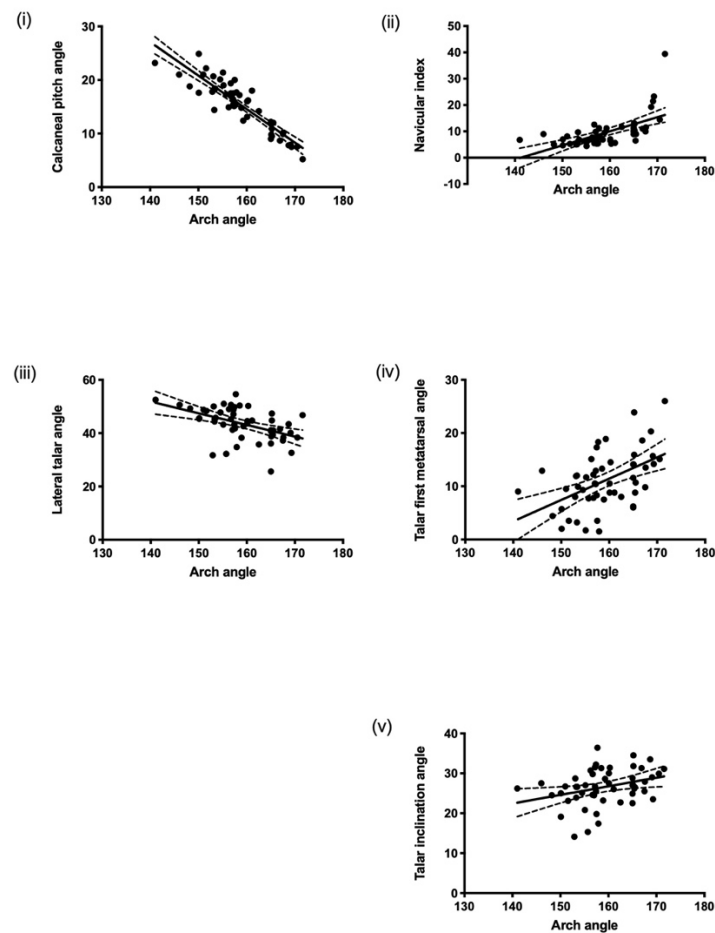 (i)
Calcaneal pitch angle
30
20
10
0
130 140 150 160 170 180
Arch angle
(ii)
Navicular index
50
40
30
20
10
0
-10
130 140 150 160 170 180
Arch angle
(iii)
Lateral talar angle
60
40
20
0
130 140 150 160 170 180
Arch angle
(iv)
Talar first metatarsal angle
30
20
10
0
130 140 150 160 170 180
Arch angle
(v)
Talar inclination angle
40
30
20
10
0
130 140 150 160 170 180
Arch angle